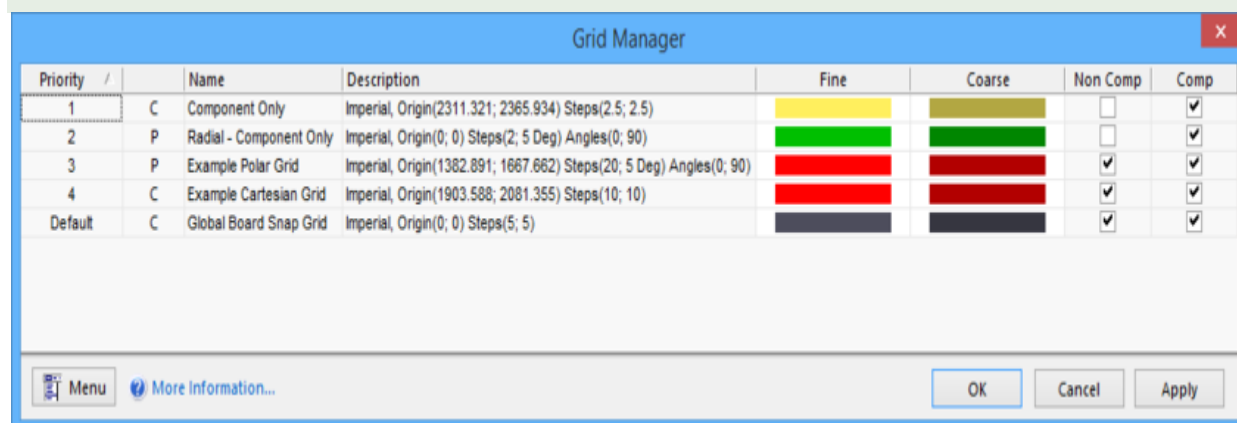 Grid Manager
x
Priority / Name Description Fine Coarse Non Comp Comp
1 C Component Only Imperial, Origin(2311.321; 2365.934) Steps(2.5; 2.5)
2 P Radial - Component Only Imperial, Origin(0; 0) Steps(2; 5 Deg) Angles(0; 90)
3 P Example Polar Grid Imperial, Origin(1382.891; 1667.662) Steps(20; 5 Deg) Angles(0; 90)
4 C Example Cartesian Grid Imperial, Origin(1903.588; 2081.355) Steps(10; 10)
Default C Global Board Snap Grid Imperial, Origin(0; 0) Steps(5; 5)
Menu ? More Information... OK Cancel Apply